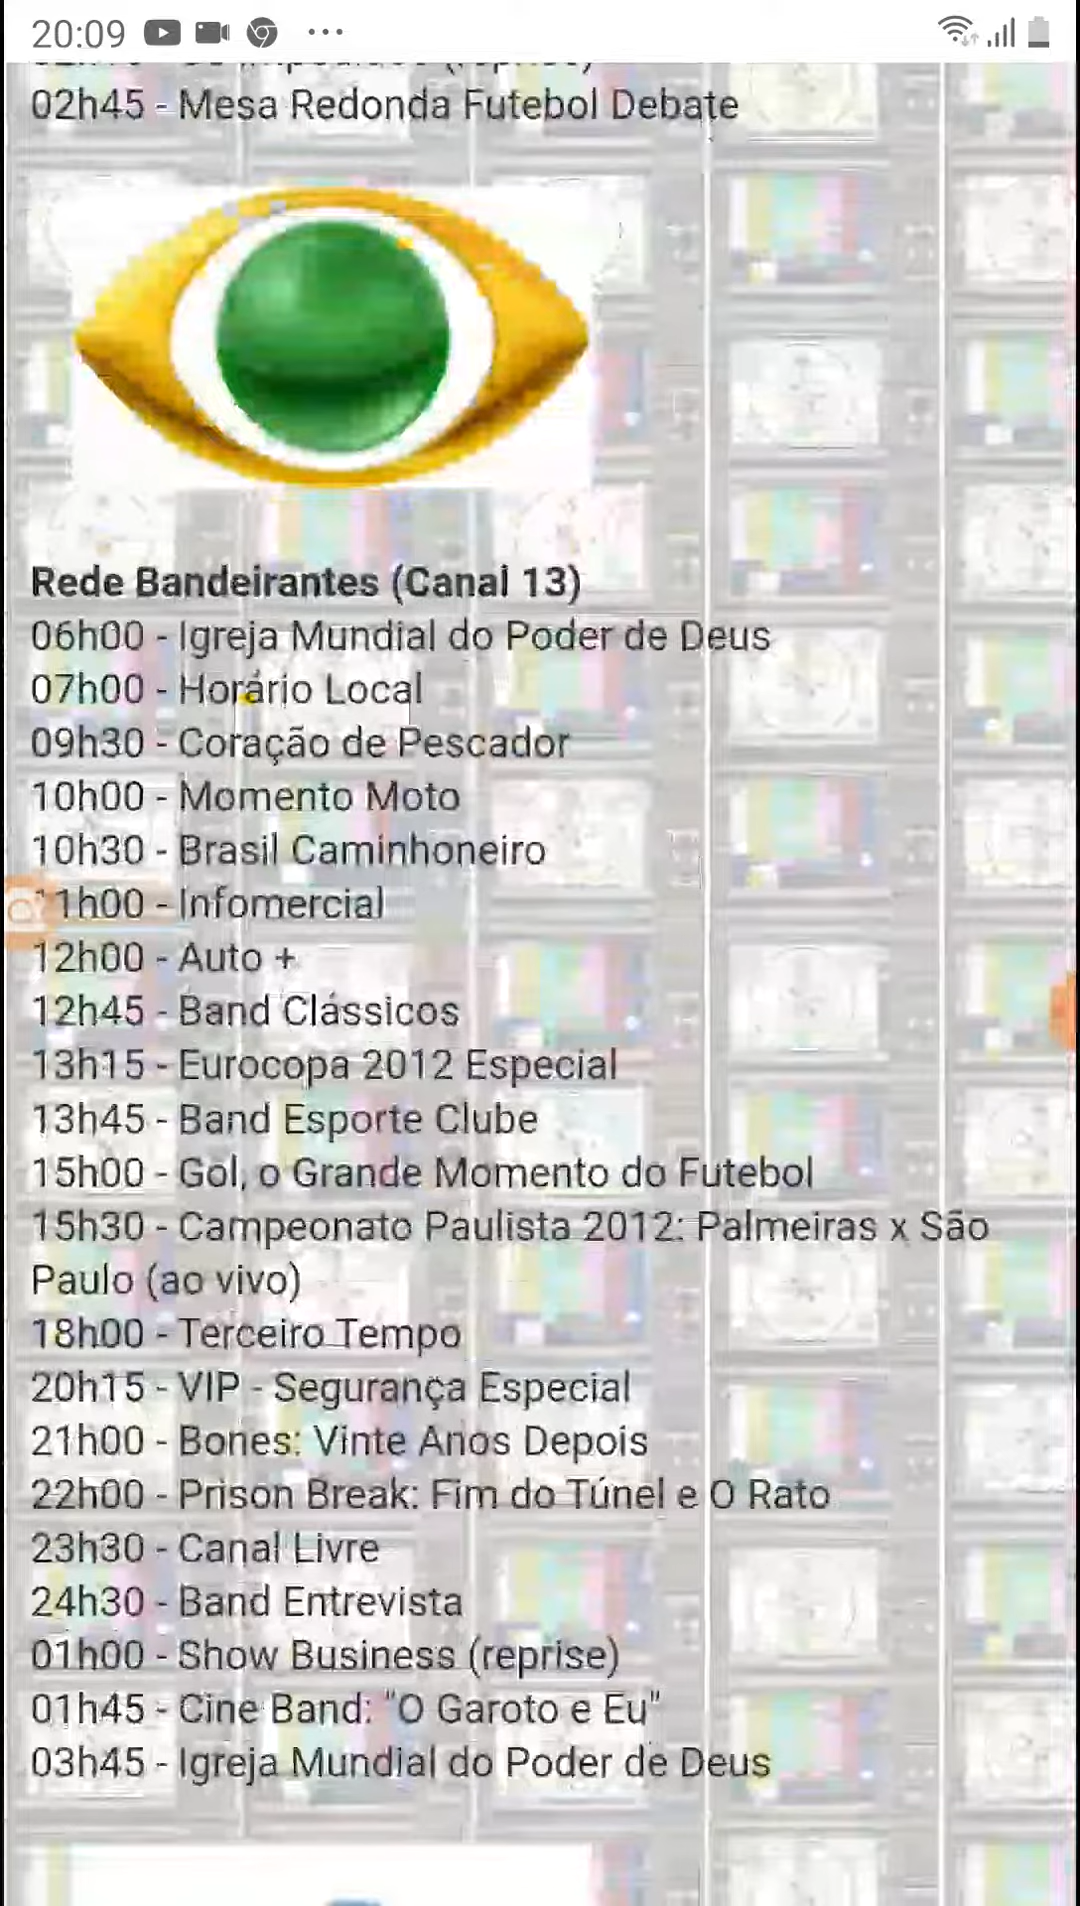 20:09
02h45 - Mesa Redonda Futebol Debate
Rede Bandeirantes (Canal 13)
06h00 - Igreja Mundial do Poder de Deus
07h00 - Horário Local
09h30 - Coração de Pescador
10h00 - Momento Moto
10h30 - Brasil Caminhoneiro
11h00 - Infomercial
12h00 - Auto +
12h45 - Band Clássicos
13h15 - Eurocopa 2012 Especial
13h45 - Band Esporte Clube
15h00 - Gol, o Grande Momento do Futebol
15h30 - Campeonato Paulista 2012: Palmeiras x São
Paulo (ao vivo)
18h00 - Terceiro Tempo
20h15 - VIP - Segurança Especial
21h00 - Bones: Vinte Anos Depois
22h00 - Prison Break: Fim do Túnel e O Rato
23h30 - Canal Livre
24h30 - Band Entrevista
01h00 - Show Business (reprise)
01h45 - Cine Band: "O Garoto e Eu"
03h45 - Igreja Mundial do Poder de Deus